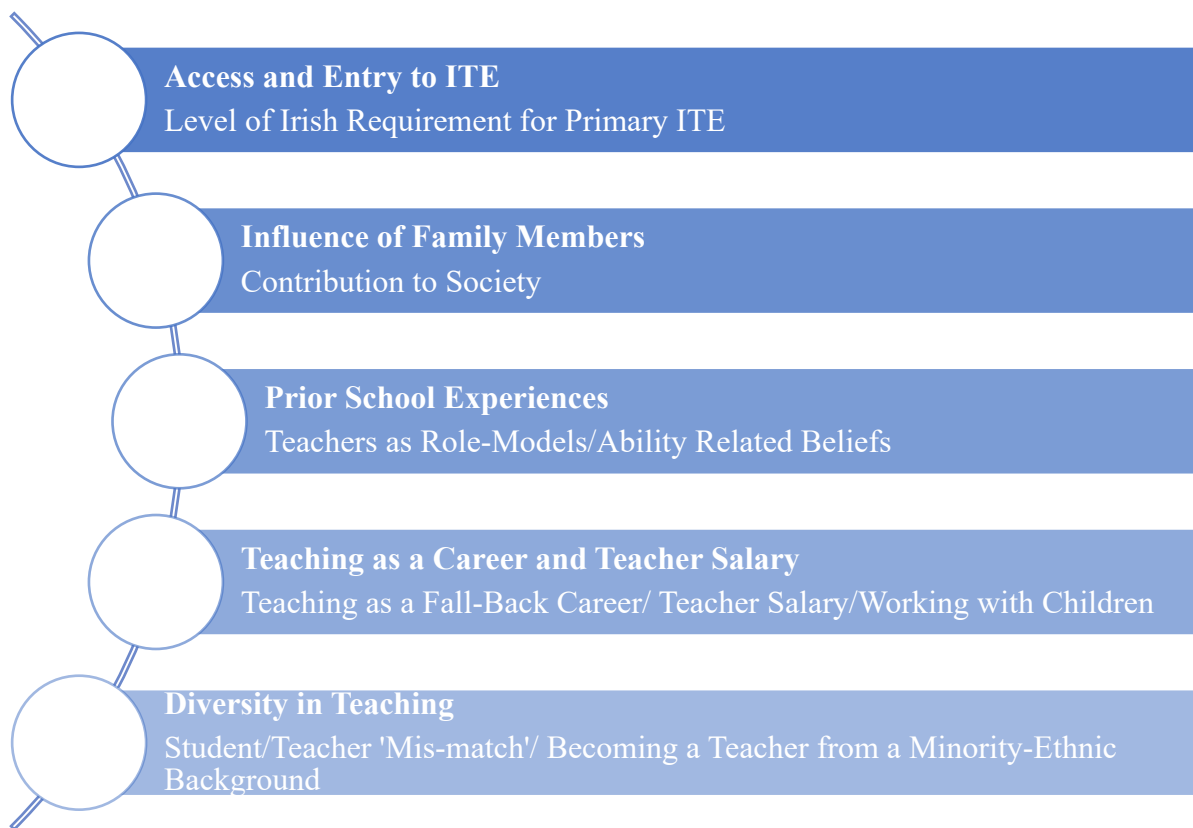 Access and Entry to ITE
Level of Irish Requirement for Primary ITE
Influence of Family Members
Contribution to Society
Prior School Experiences
Teachers as Role-Models/Ability Related Beliefs
Teaching as a Career and Teacher Salary
Teaching as a Fall-Back Career/ Teacher Salary/Working with Children
Diversity in Teaching
Student/Teacher 'Mis-match'/ Becoming a Teacher from a Minority-Ethnic
Background